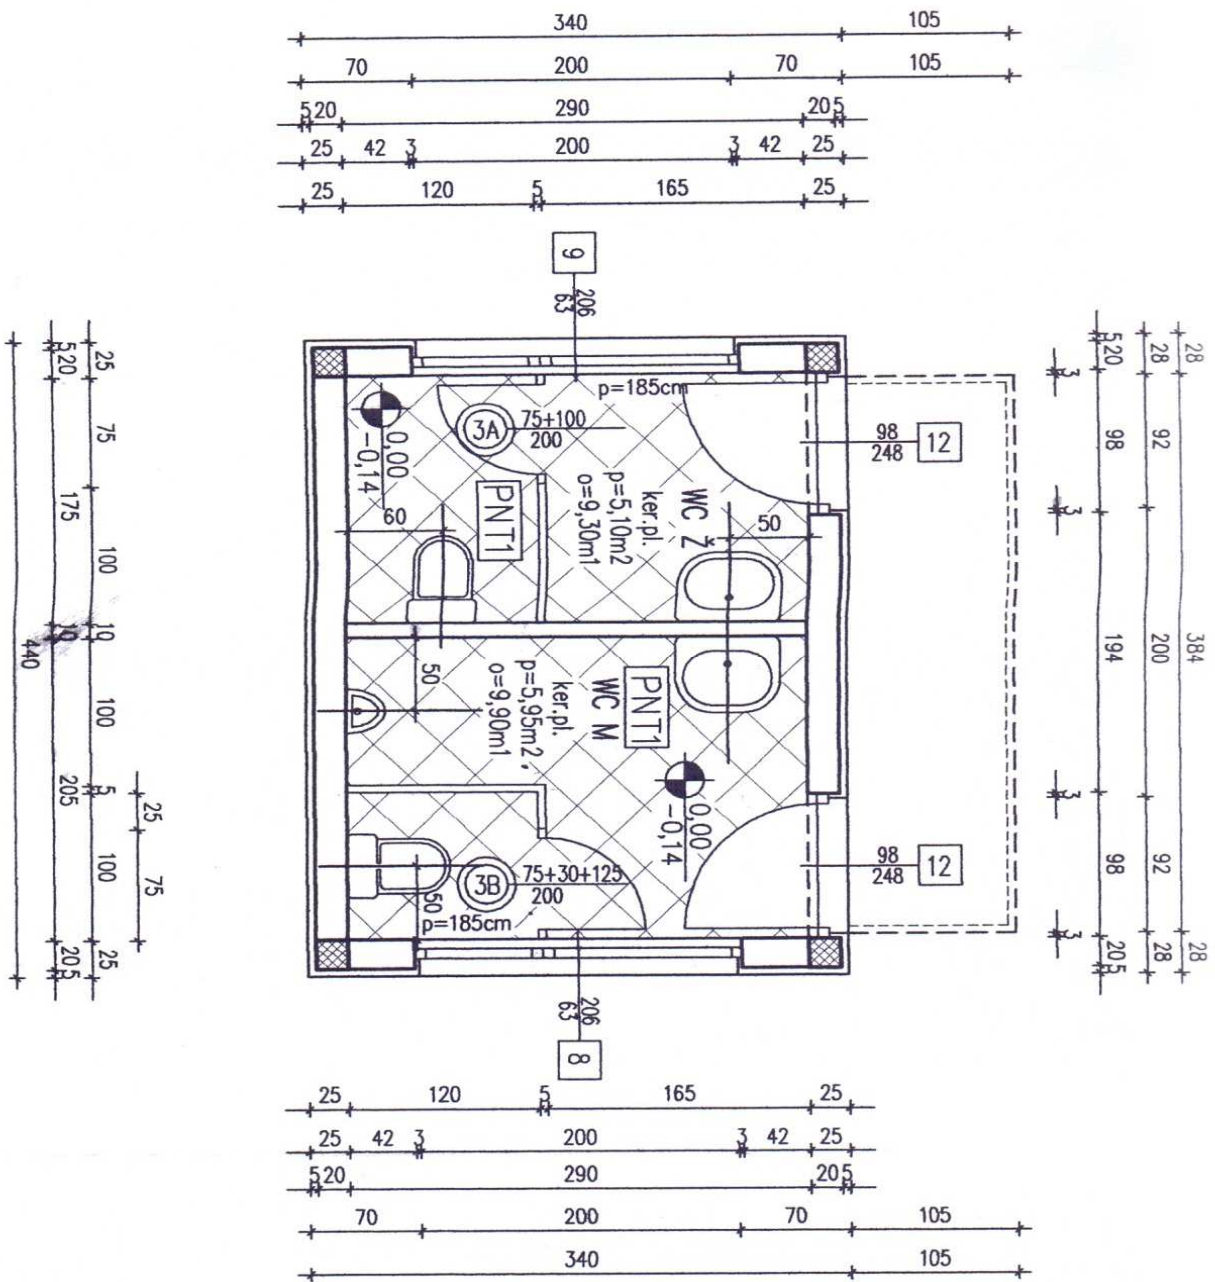 340 105
70 200 70 105
5 20 290 20 5
25 42 3 200 3 42 25
25 120 5 165 25
9
206
63
p=185cm
3A
75+100
200
98
248
12
0,00
-0,14
60
PNT1
WC Ž
ker.pl.
p=5,10m2
o=9,30m1
50
50
PNT1
WC M
ker.pl.
p=5,95m2
o=9,90m1
0,00
-0,14
3B
75+30+125
200
50
p=185cm
98
248
12
206
63
8
440
5 20 175 10 205 20 5
25 75 100 10 100 5 100 25
25 75
3 3 3 3
5 20 98 194 98 20 5
28 92 200 92 28
28 384 28
25 120 5 165 25
25 42 3 200 3 42 25
5 20 290 20 5
70 200 70 105
340 105